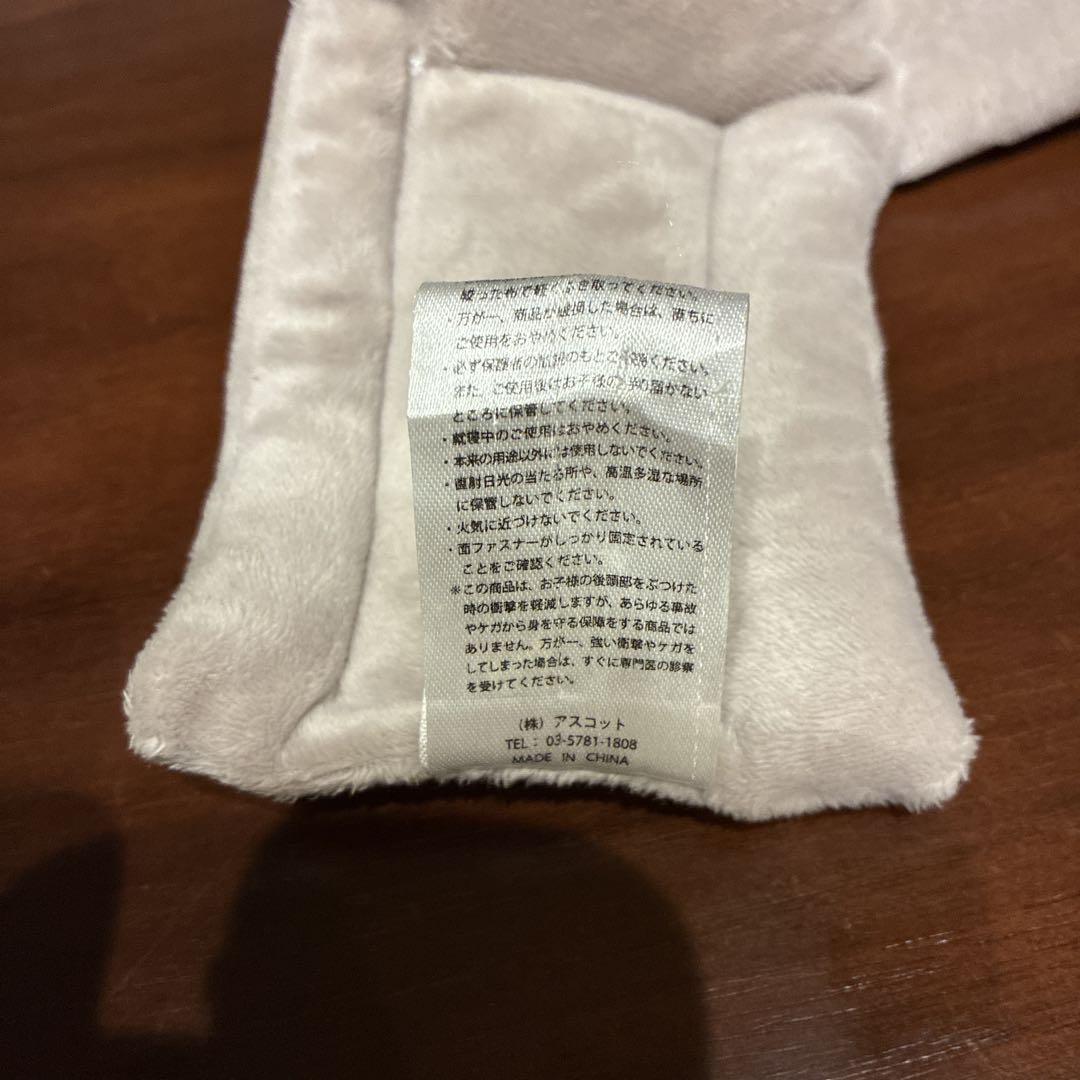 絞った布で軽くふき取ってください。
・万が一、商品が破損した場合は、直ちに
ご使用をおやめください。
・必ず保護者の監視のもとご使用ください。
また、ご使用後はお子様の手の届かない
ところに保管してください。
・就寝中のご使用はおやめください。
・本来の用途以外には使用しないでください。
・直射日光の当たる所や、高温多湿な場所
に保管しないでください。
・火気に近づけないでください。
・面ファスナーがしっかり固定されている
ことをご確認ください。
※この商品は、お子様の後頭部をぶつけた
時の衝撃を軽減しますが、あらゆる事故
やケガから身を守る保障をする商品では
ありません。万が一、強い衝撃やケガを
してしまった場合は、すぐに専門医の診察
を受けてください。
（株）アスコット
TEL： 03-5781-1808
MADE IN CHINA